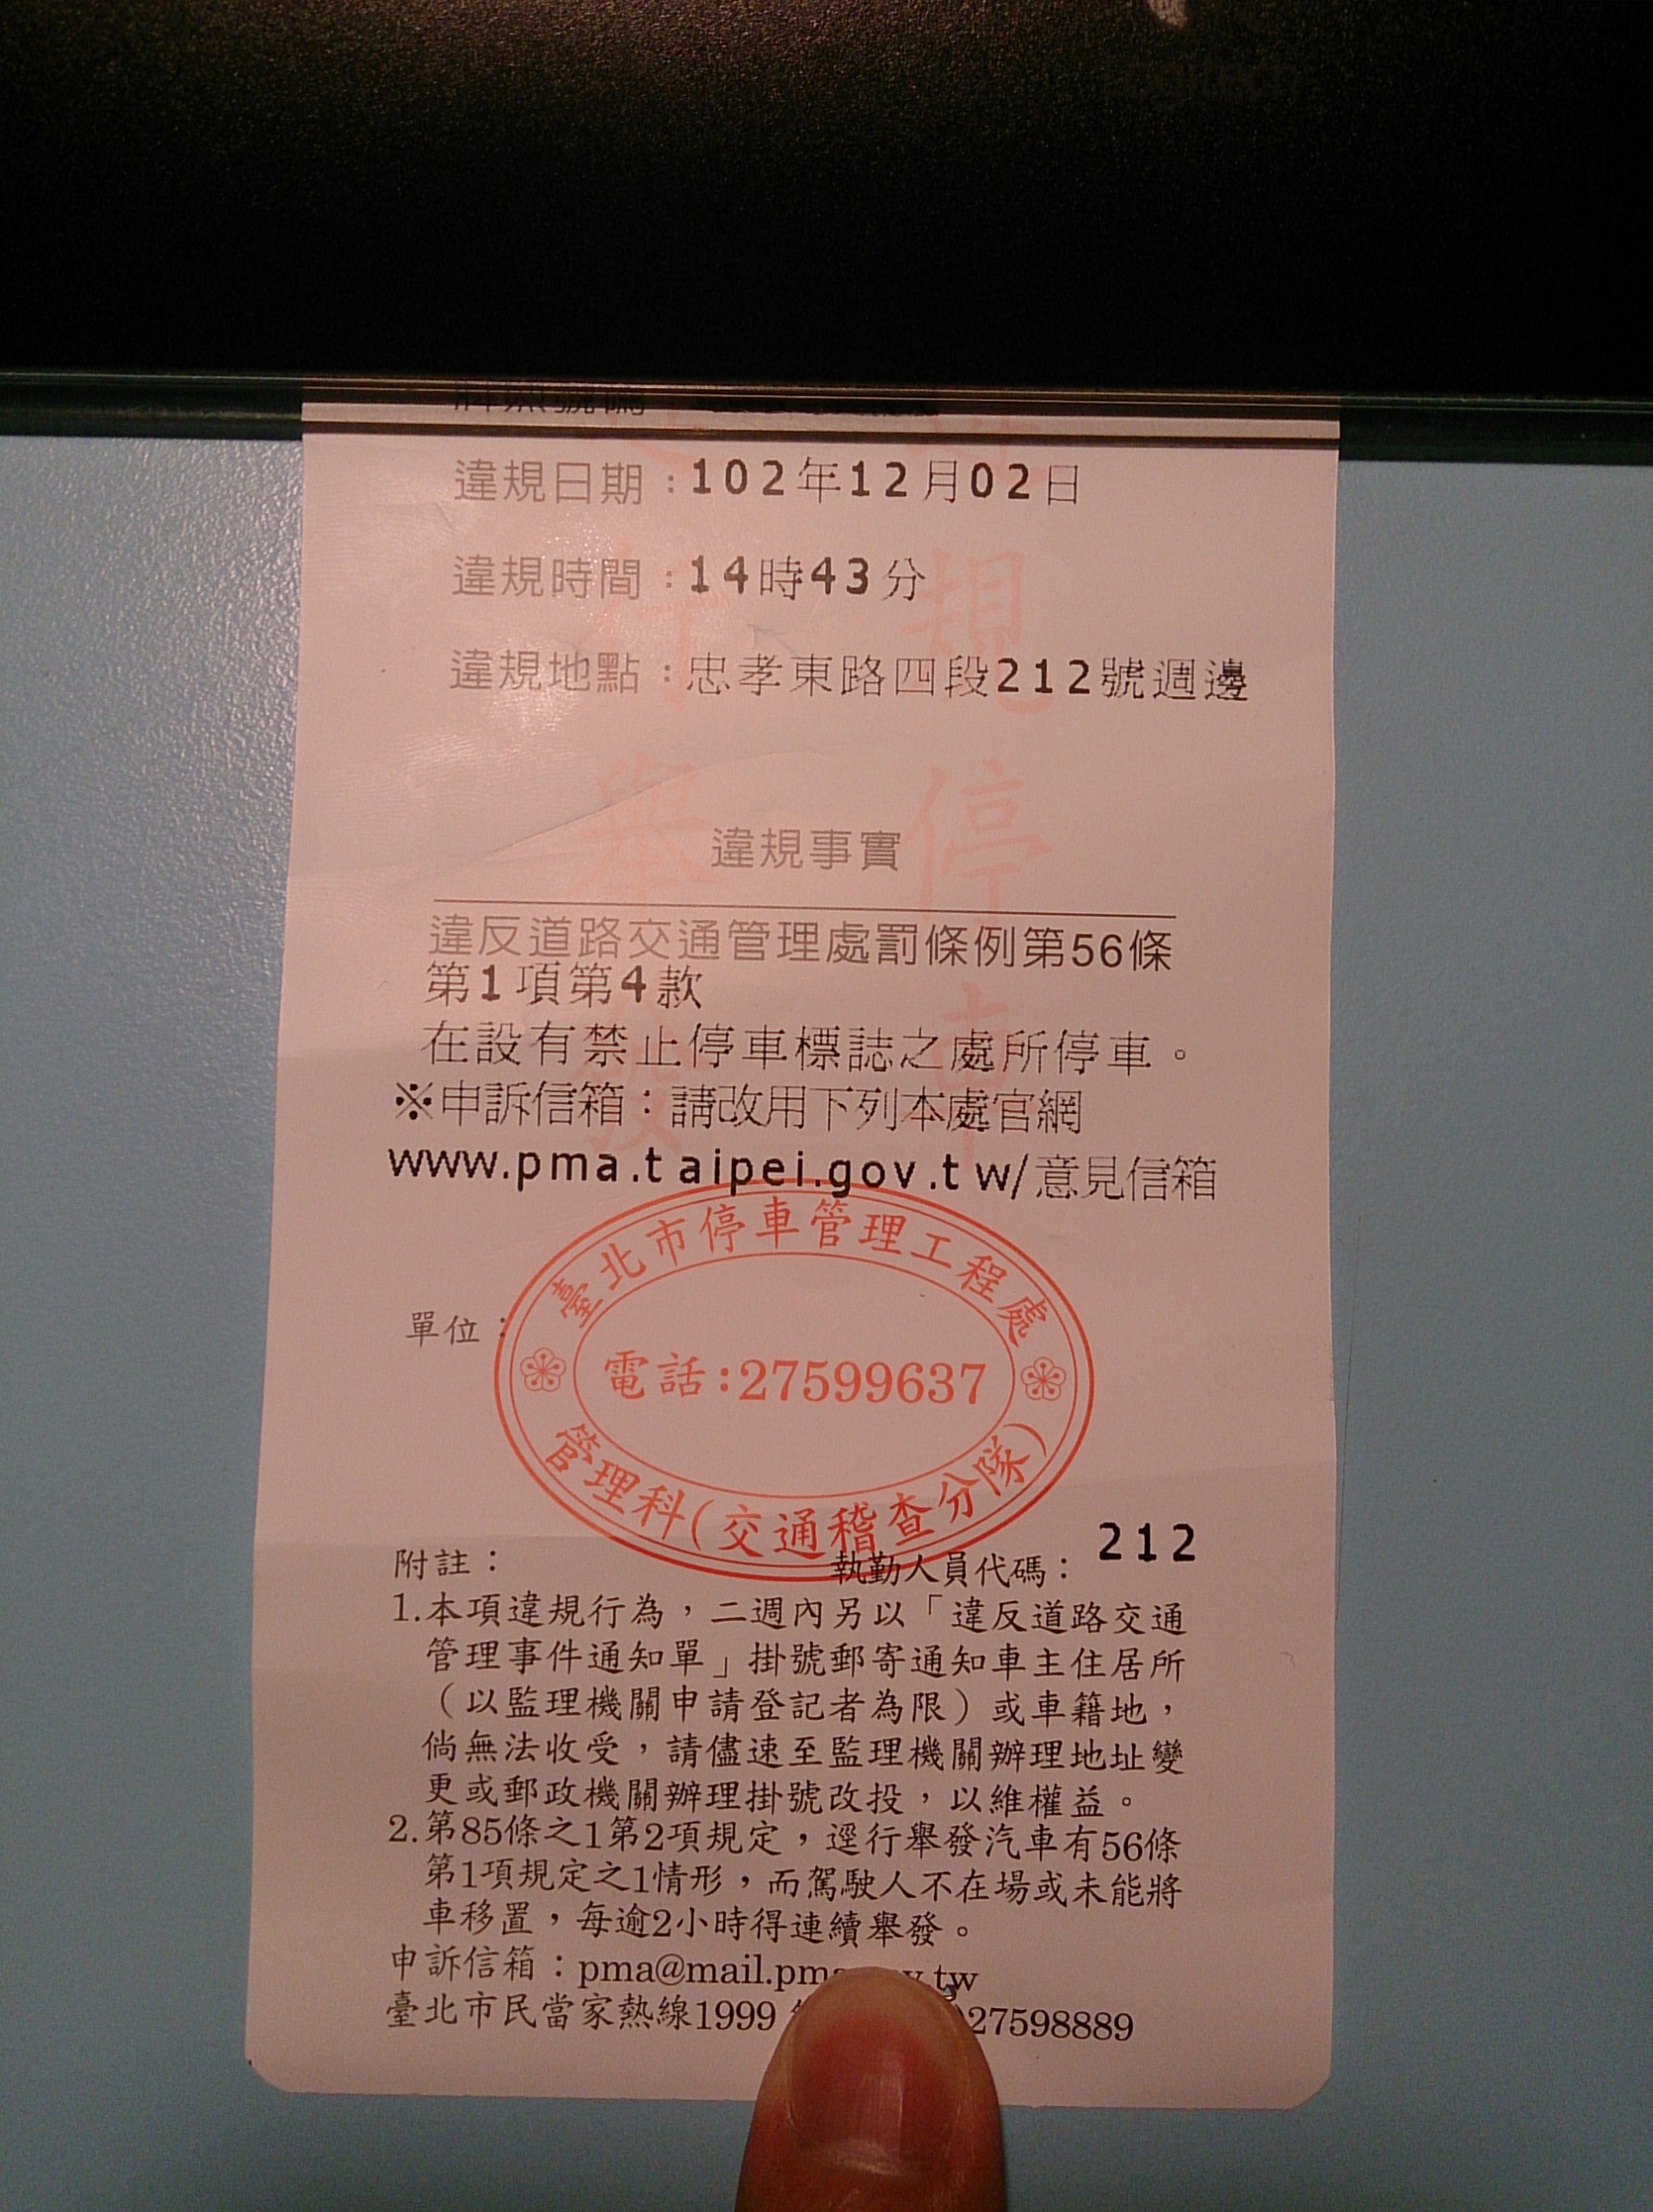 違規日期：102年12月02日
違規時間：14時43分
違規地點：忠孝東路四段212號週邊
違規停車
逕行舉發
違規事實
違反道路交通管理處罰條例第56條
第1項第4款
在設有禁止停車標誌之處所停車。
※申訴信箱：請改用下列本處官網
www.pma.taipei.gov.tw/意見信箱
單位：
臺北市停車管理工程處
電話:27599637
管理科(交通稽查分隊)
附註：
執勤人員代碼： 212
1.本項違規行為，二週內另以「違反道路交通
管理事件通知單」掛號郵寄通知車主住居所
（以監理機關申請登記者為限）或車籍地，
倘無法收受，請儘速至監理機關辦理地址變
更或郵政機關辦理掛號改投，以維權益。
2.第85條之1第2項規定，逕行舉發汽車有56條
第1項規定之1情形，而駕駛人不在場或未能將
車移置，每逾2小時得連續舉發。
申訴信箱：pma@mail.pma
tw
臺北市民當家熱線1999
27598889